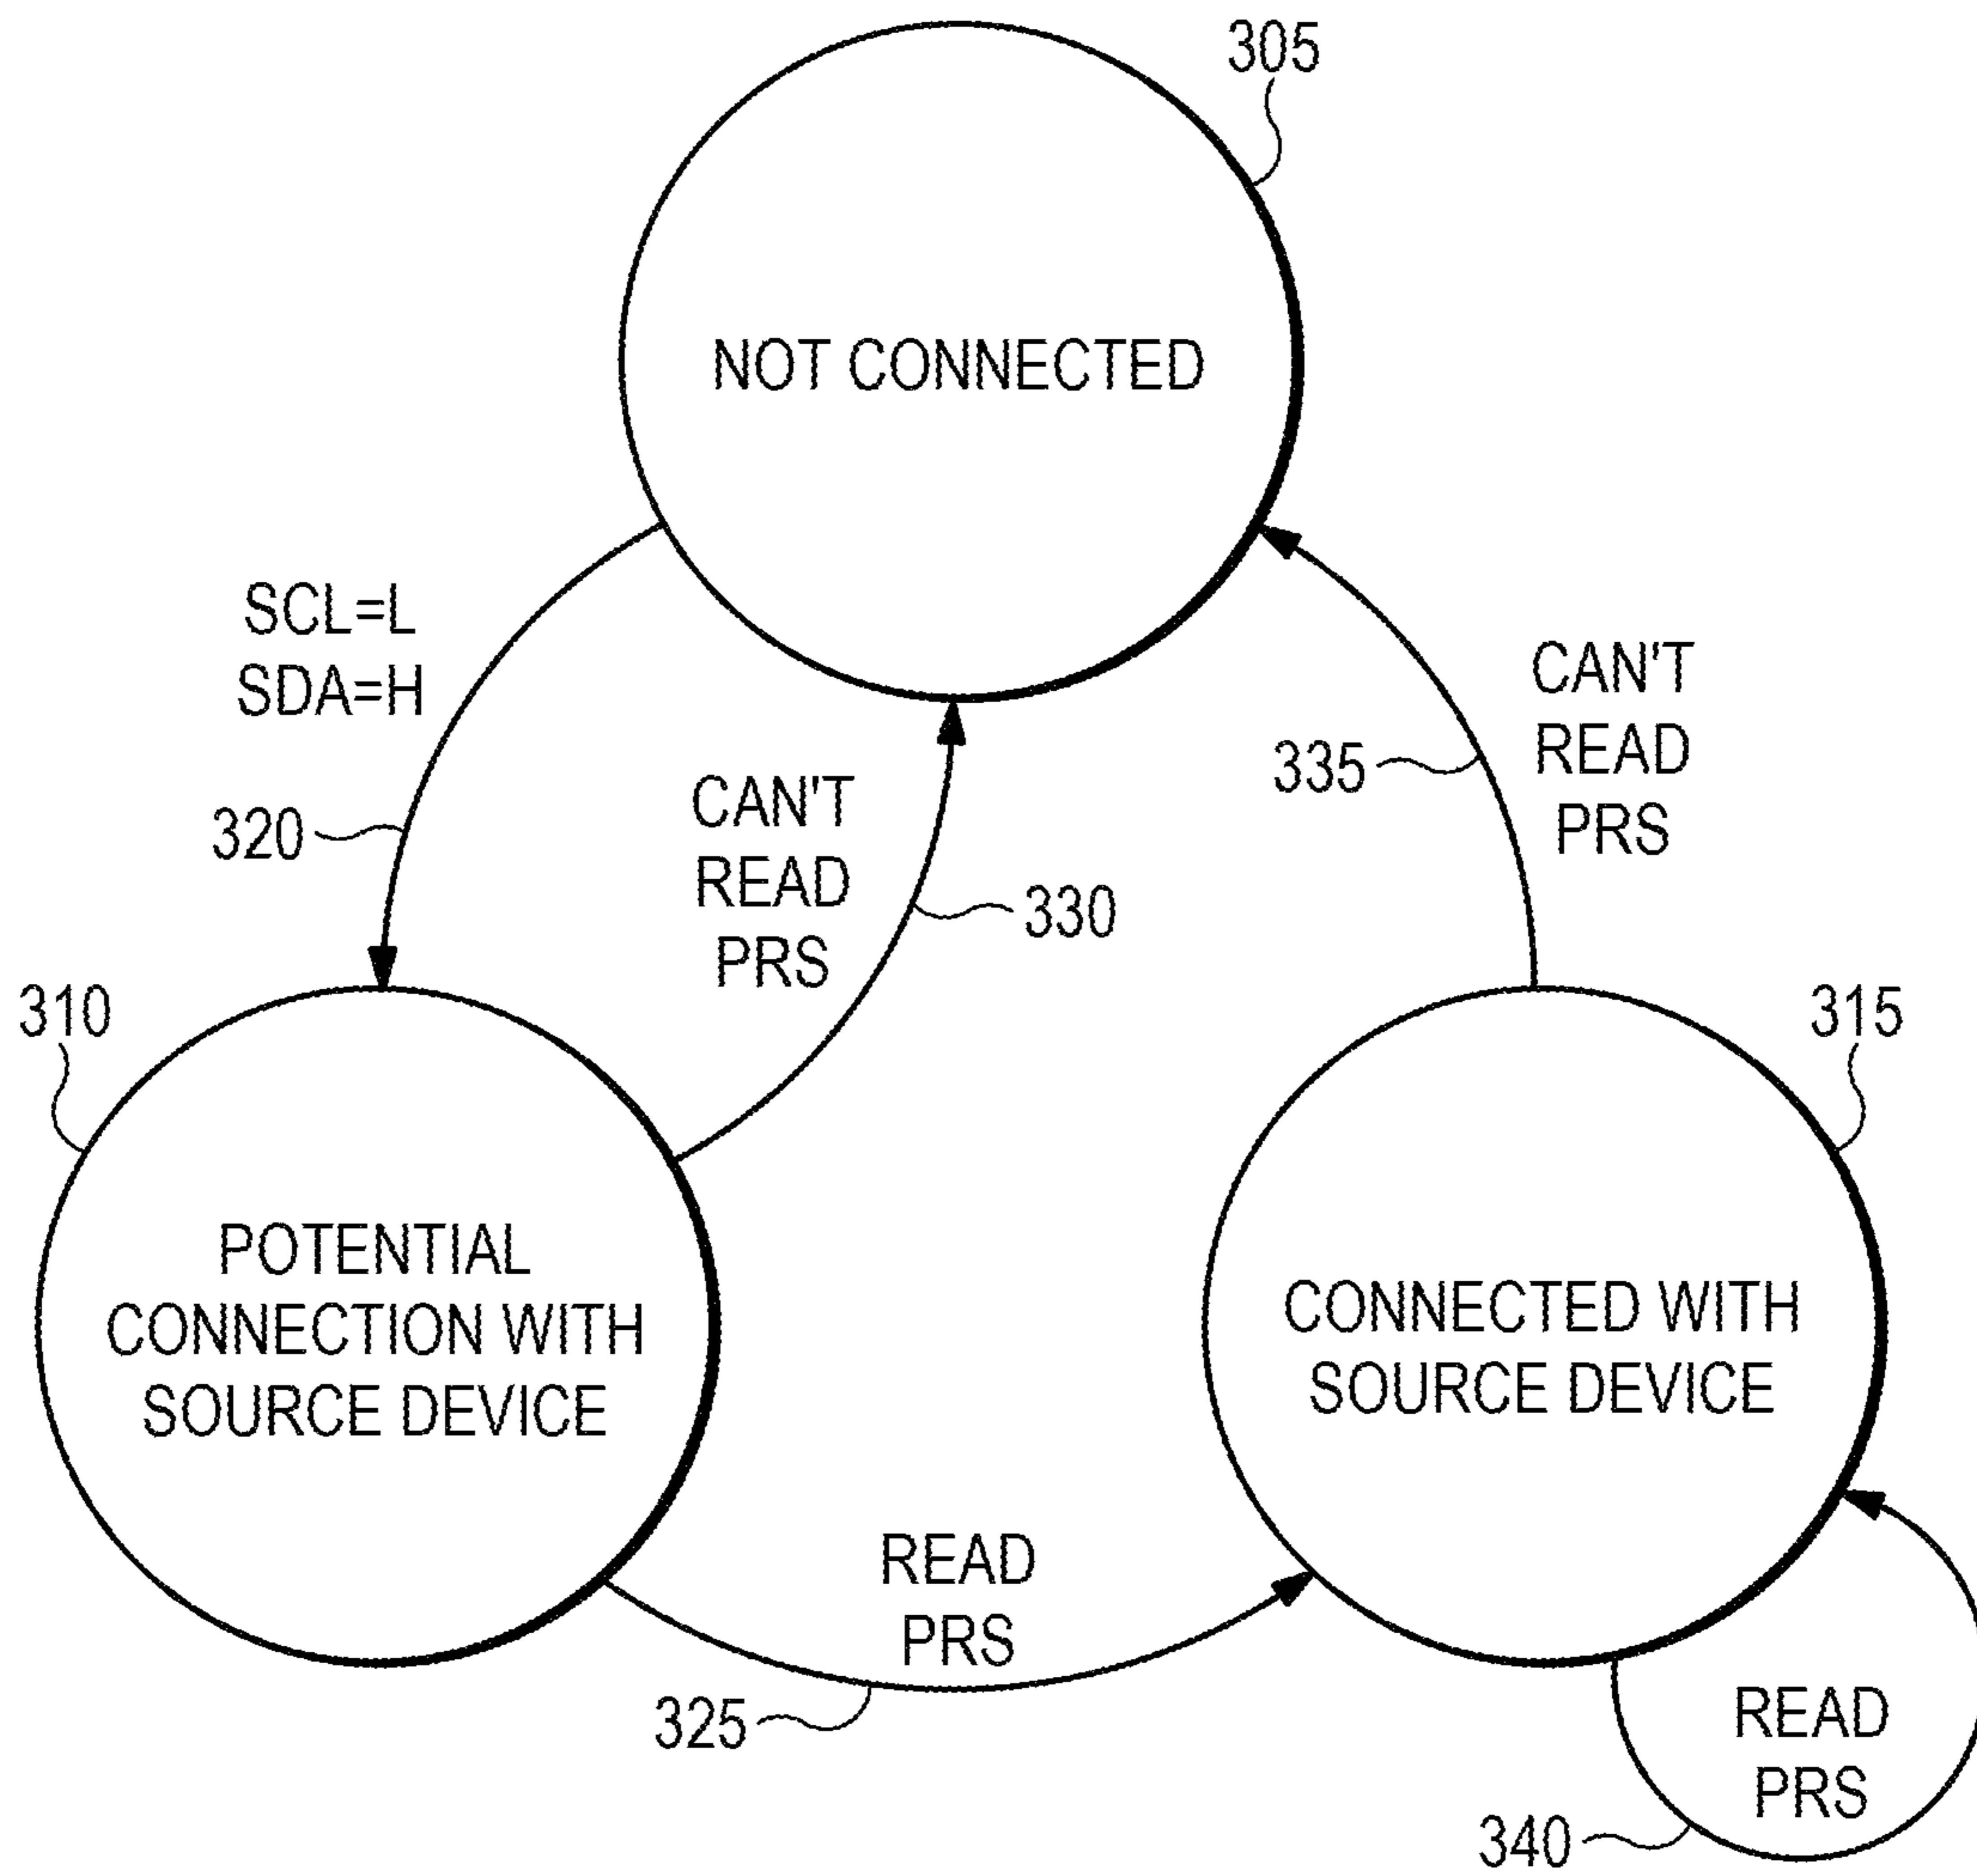 305
NOT CONNECTED
SCL=L
SDA=H
320
CAN'T
READ
PRS
330
335
CAN'T
READ
PRS
310
POTENTIAL
CONNECTION WITH
SOURCE DEVICE
315
CONNECTED WITH
SOURCE DEVICE
READ
PRS
325
READ
PRS
340